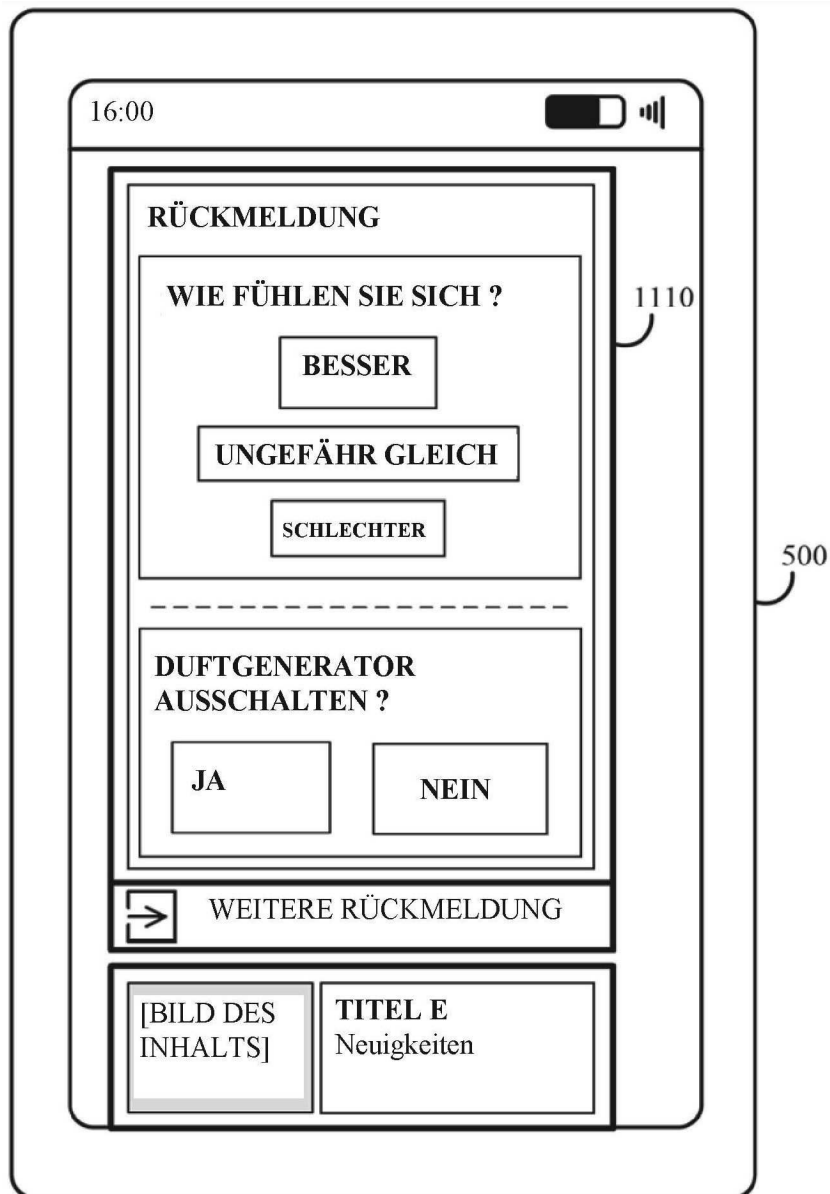 16:00
RÜCKMELDUNG
WIE FÜHLEN SIE SICH ?
1110
BESSER
UNGEFÄHR GLEICH
SCHLECHTER
500
DUFTGENERATOR
AUSSCHALTEN ?
JA
NEIN
WEITERE RÜCKMELDUNG
[BILD DES
INHALTS]
TITEL E
Neuigkeiten